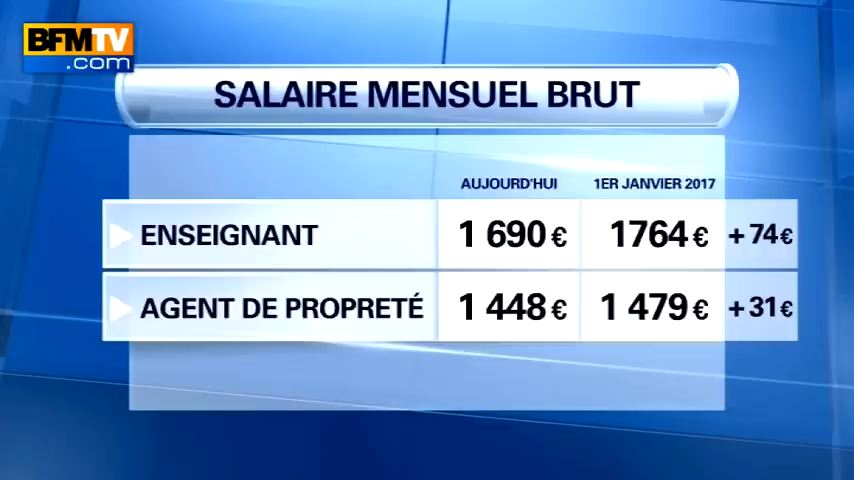 BFMTV
.com
SALAIRE MENSUEL BRUT
AUJOURD'HUI 1ER JANVIER 2017
ENSEIGNANT 1 690 € 1764 € + 74 €
AGENT DE PROPRETÉ 1 448 € 1 479 € + 31 €